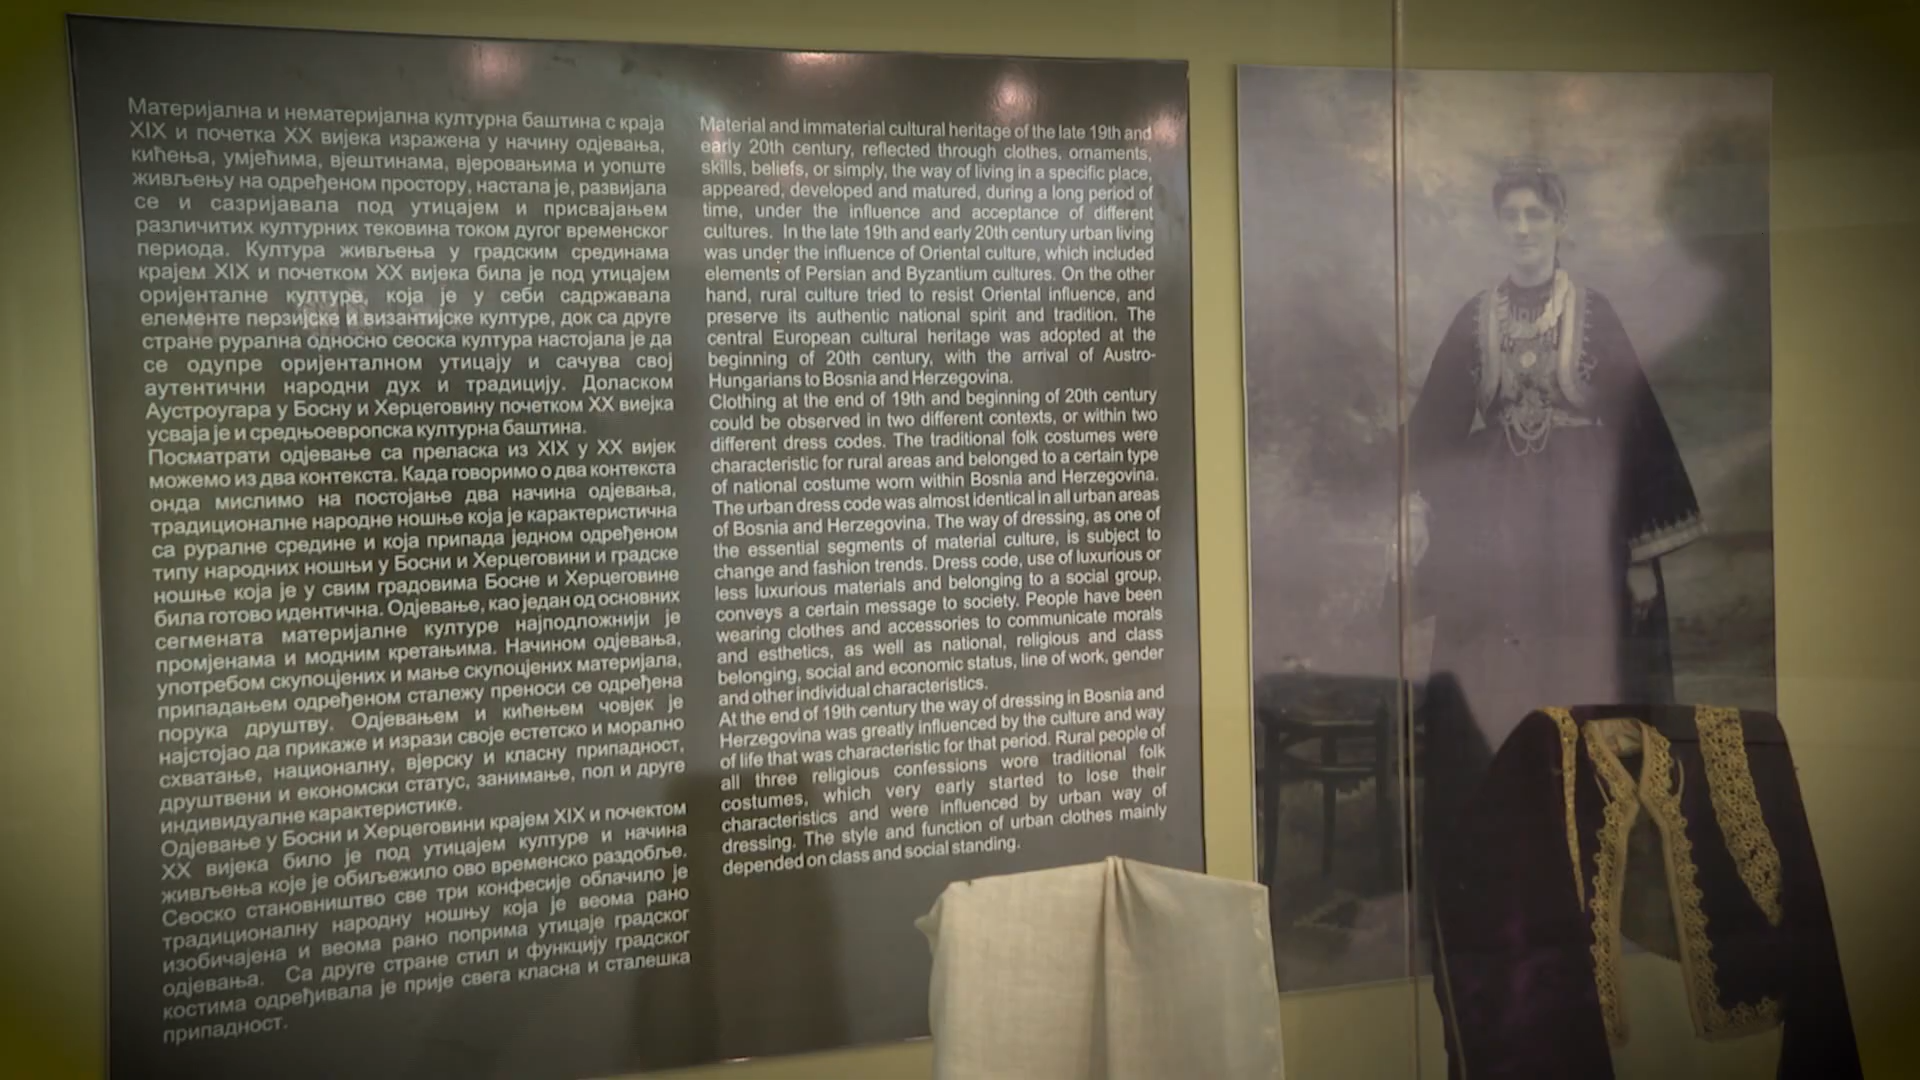 Материјална и нематеријална културна баштина с краја
XIX и почетка XX вијека изражена у начину одјевања,
кићења, умјећима, вјештинама, вјеровањима и уопште
живљењу на одређеном простору, настала је, развијала
се и сазријавала под утицајем и присвајањем
различитих културних тековина током дугог временског
периода. Култура живљења у градским срединама
крајем XIX и почетком XX вијека била је под утицајем
оријенталне културе, која је у себи садржавала
елементе перзијске и византијске културе, док са друге
стране рурална односно сеоска култура настојала је да
се одупре оријенталном утицају и сачува свој
аутентични народни дух и традицију. Доласком
Аустроугара у Босну и Херцеговину почетком XX виејка
усваја је и средњоевропска културна баштина.
Посматрати одјевање са преласка из XIX у XX вијек
можемо из два контекста. Када говоримо о два контекста
онда мислимо на постојање два начина одјевања,
традиционалне народне ношње која је карактеристична
са руралне средине и која припада једном одређеном
типу народних ношњи у Босни и Херцеговини и градске
ношње која је у свим градовима Босне и Херцеговине
била готово идентична. Одјевање, као један од основних
сегмената материјалне културе најподложнији је
промјенама и модним кретањима. Начином одјевања,
употребом скупоцјених и мање скупоцјених материјала,
припадањем одређеном сталежу преноси се одређена
порука друштву. Одјевањем и кићењем човјек је
најстојао да прикаже и изрази своје естетско и морално
схватање, националну, вјерску и класну припадност,
друштвени и економски статус, занимање, пол и друге
индивидуалне карактеристике.
Одјевање у Босни и Херцеговини крајем XIX и почектом
XX вијека било је под утицајем културе и начина
живљења које је обиљежило ово временско раздобље.
Сеоско становништво све три конфесије облачило је
традиционалну народну ношњу која је веома рано
изобичајена и веома рано поприма утицаје градског
одјевања. Са друге стране стил и функцију градског
костима одређивала је прије свега класна и сталешка
припадност.
Material and immaterial cultural heritage of the late 19th and
early 20th century, reflected through clothes, ornaments,
skills, beliefs, or simply, the way of living in a specific place,
appeared, developed and matured, during a long period of
time, under the influence and acceptance of different
cultures. In the late 19th and early 20th century urban living
was under the influence of Oriental culture, which included
elements of Persian and Byzantium cultures. On the other
hand, rural culture tried to resist Oriental influence, and
preserve its authentic national spirit and tradition. The
central European cultural heritage was adopted at the
beginning of 20th century, with the arrival of Austro-
Hungarians to Bosnia and Herzegovina.
Clothing at the end of 19th and beginning of 20th century
could be observed in two different contexts, or within two
different dress codes. The traditional folk costumes were
characteristic for rural areas and belonged to a certain type
of national costume worn within Bosnia and Herzegovina.
The urban dress code was almost identical in all urban areas
of Bosnia and Herzegovina. The way of dressing, as one of
the essential segments of material culture, is subject to
change and fashion trends. Dress code, use of luxurious or
less luxurious materials and belonging to a social group,
conveys a certain message to society. People have been
wearing clothes and accessories to communicate morals
and esthetics, as well as national, religious and class
belonging, social and economic status, line of work, gender
and other individual characteristics.
At the end of 19th century the way of dressing in Bosnia and
Herzegovina was greatly influenced by the culture and way
of life that was characteristic for that period. Rural people of
all three religious confessions wore traditional folk
costumes, which very early started to lose their
characteristics and were influenced by urban way of
dressing. The style and function of urban clothes mainly
depended on class and social standing.